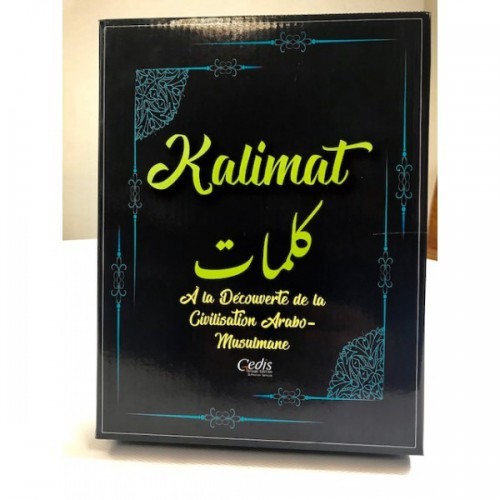 Kalimat
كلمات
A la Découverte de la
Civilisation Arabo-
Musulmane
Cedis